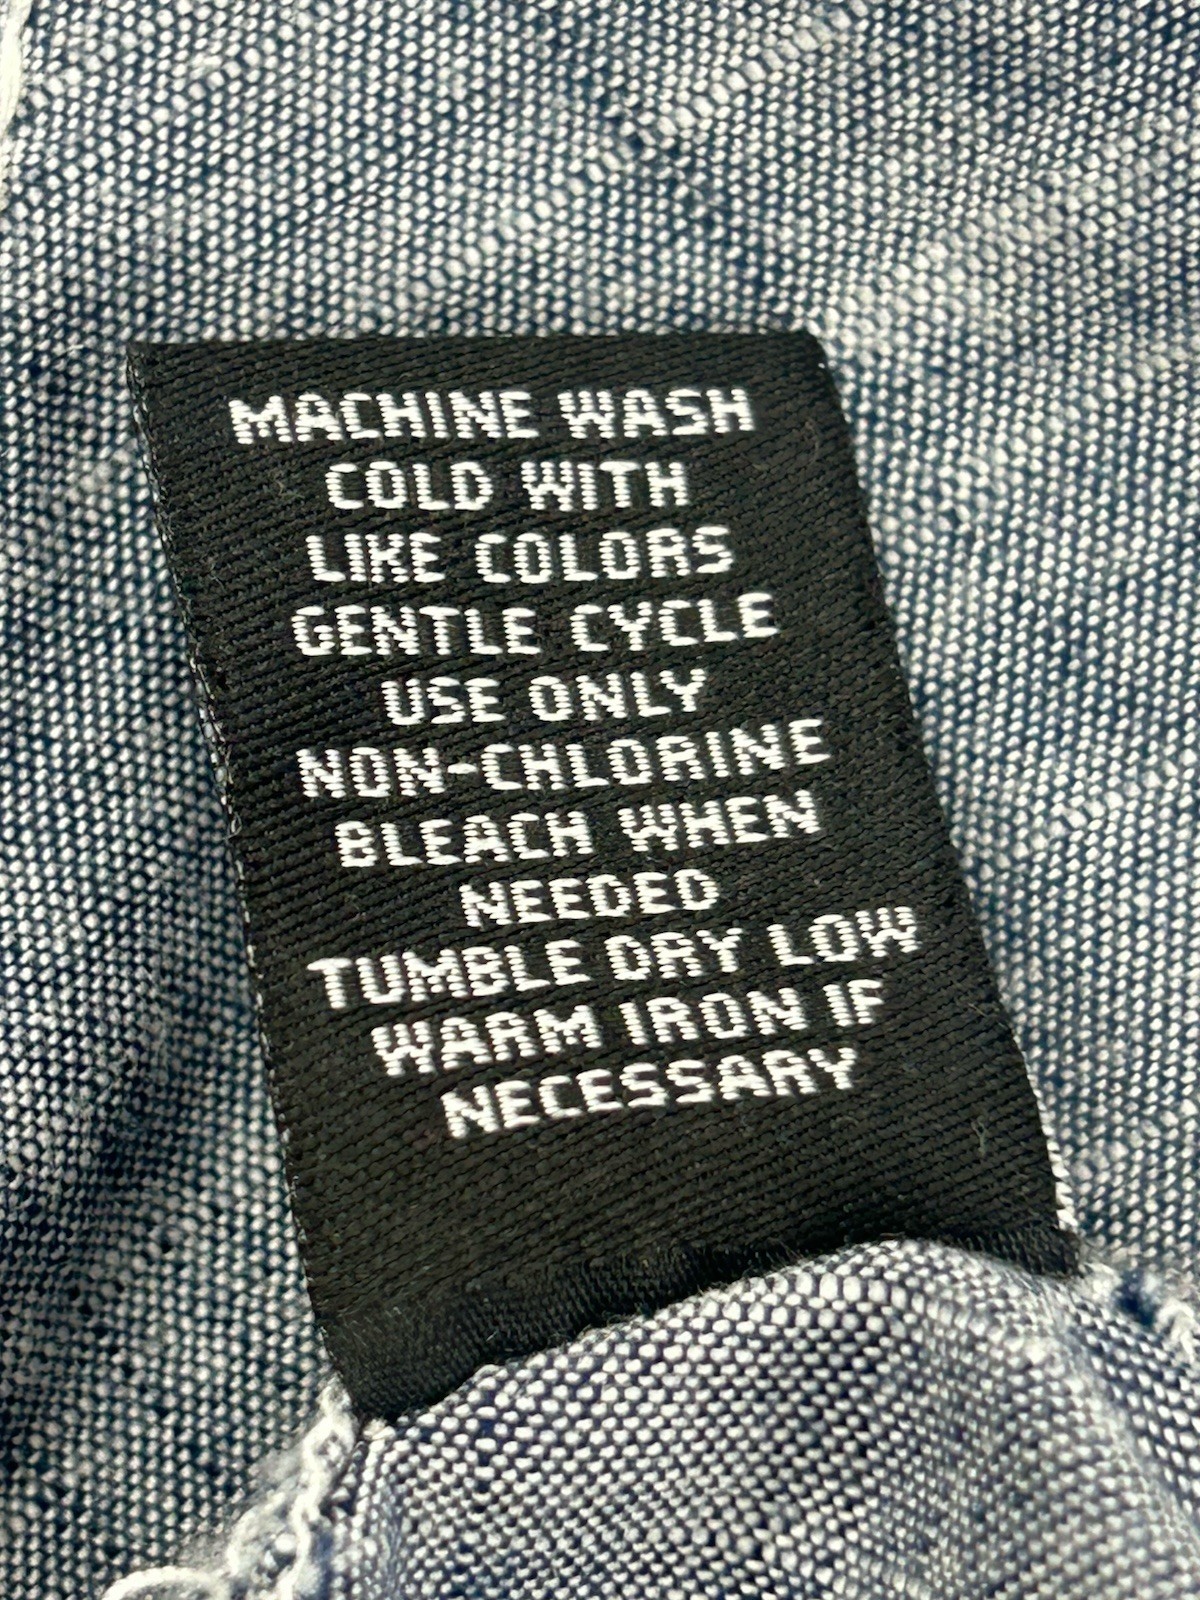 MACHINE WASH
COLD WITH
LIKE COLORS
GENTLE CYCLE
USE ONLY
NON-CHLORINE
BLEACH WHEN
NEEDED
TUMBLE DRY LOW
WARM IRON IF
NECESSARY